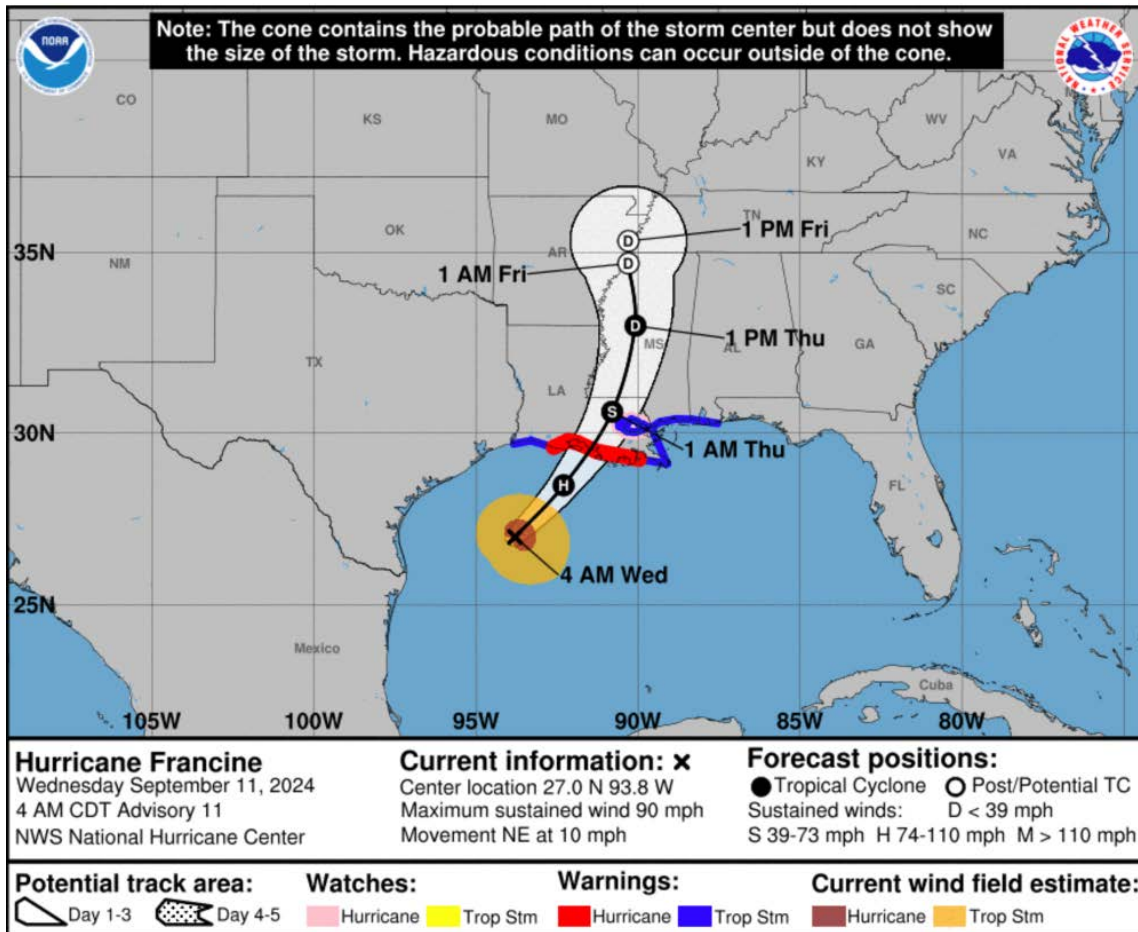 Note: The cone contains the probable path of the storm center but does not show
the size of the storm. Hazardous conditions can occur outside of the cone.
NOAA
NATIONAL WEATHER SERVICE
CO
KS
MO
WV
VA
KY
OK
TN
1 PM Fri
NC
35N
NM
AR
1 AM Fri
SC
1 PM Thu
MS
AL
GA
TX
LA
S
30N
1 AM Thu
H
FL
4 AM Wed
25N
Mexico
Cuba
105W
100W
95W
90W
85W
80W
D
D
D
Hurricane Francine
Wednesday September 11, 2024
4 AM CDT Advisory 11
NWS National Hurricane Center
Current information: ×
Center location 27.0 N 93.8 W
Maximum sustained wind 90 mph
Movement NE at 10 mph
Forecast positions:
Tropical Cyclone
Post/Potential TC
Sustained winds: D < 39 mph
S 39-73 mph H 74-110 mph M > 110 mph
Potential track area:
Day 1-3
Day 4-5
Watches:
Hurricane
Trop Stm
Warnings:
Hurricane
Trop Stm
Current wind field estimate:
Hurricane
Trop Stm